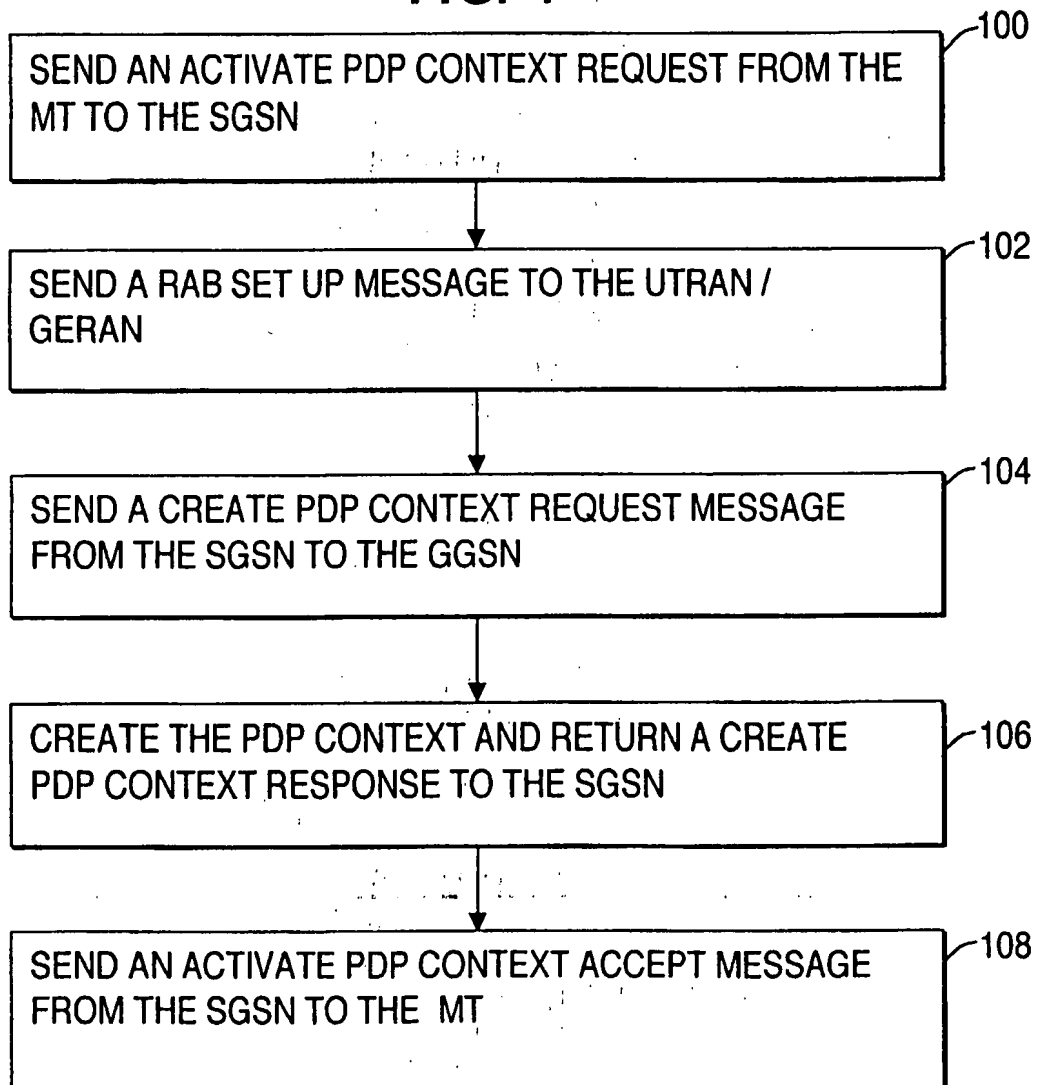 100
SEND AN ACTIVATE PDP CONTEXT REQUEST FROM THE
MT TO THE SGSN
102
SEND A RAB SET UP MESSAGE TO THE UTRAN /
GERAN
104
SEND A CREATE PDP CONTEXT REQUEST MESSAGE
FROM THE SGSN TO THE GGSN
106
CREATE THE PDP CONTEXT AND RETURN A CREATE
PDP CONTEXT RESPONSE TO THE SGSN
108
SEND AN ACTIVATE PDP CONTEXT ACCEPT MESSAGE
FROM THE SGSN TO THE MT